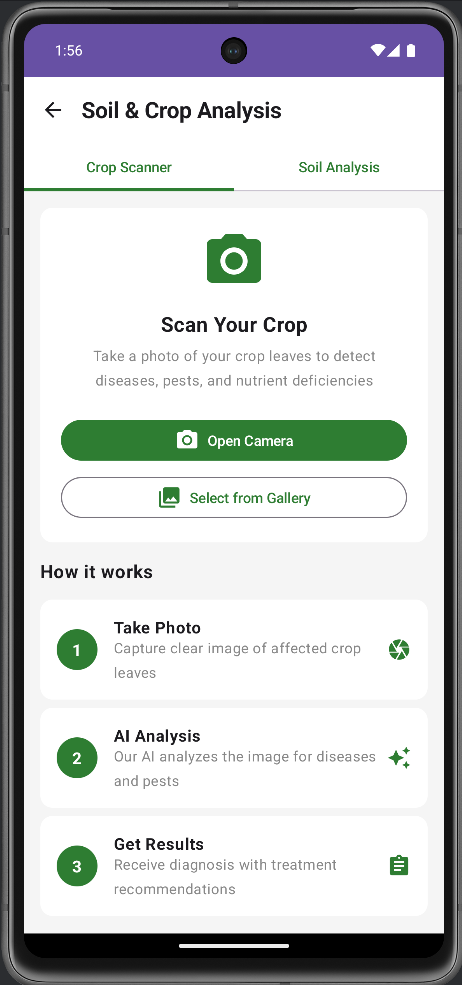 1:56
Soil & Crop Analysis
Crop Scanner
Soil Analysis
Scan Your Crop
Take a photo of your crop leaves to detect
diseases, pests, and nutrient deficiencies
Open Camera
Select from Gallery
How it works
1
Take Photo
Capture clear image of affected crop
leaves
2
AI Analysis
Our AI analyzes the image for diseases
and pests
3
Get Results
Receive diagnosis with treatment
recommendations